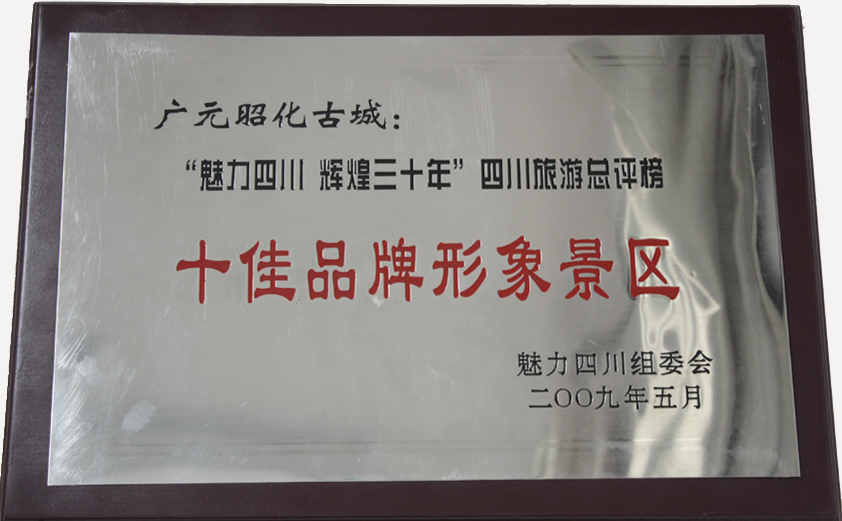 广元昭化古城：
“魅力四川 辉煌三十年”四川旅游总评榜
十佳品牌形象景区
魅力四川组委会
二〇〇九年五月